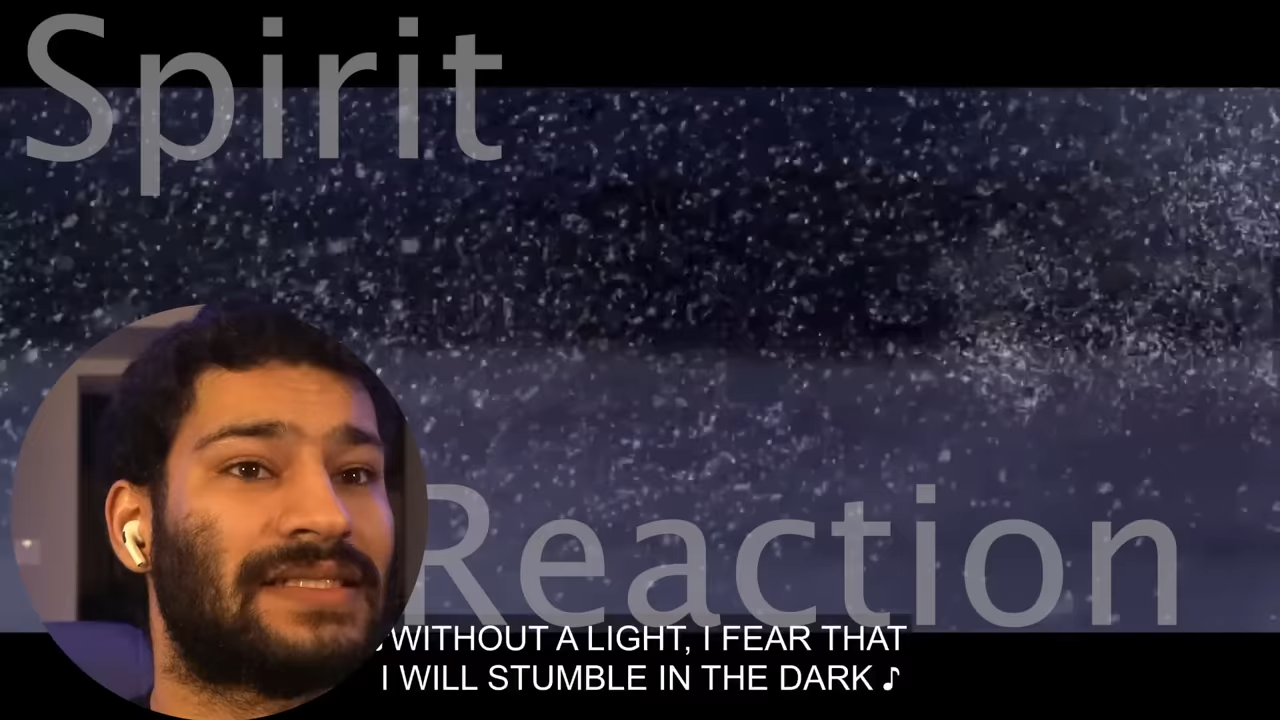 Spirit
Reaction
♪ WITHOUT A LIGHT, I FEAR THAT
I WILL STUMBLE IN THE DARK ♪